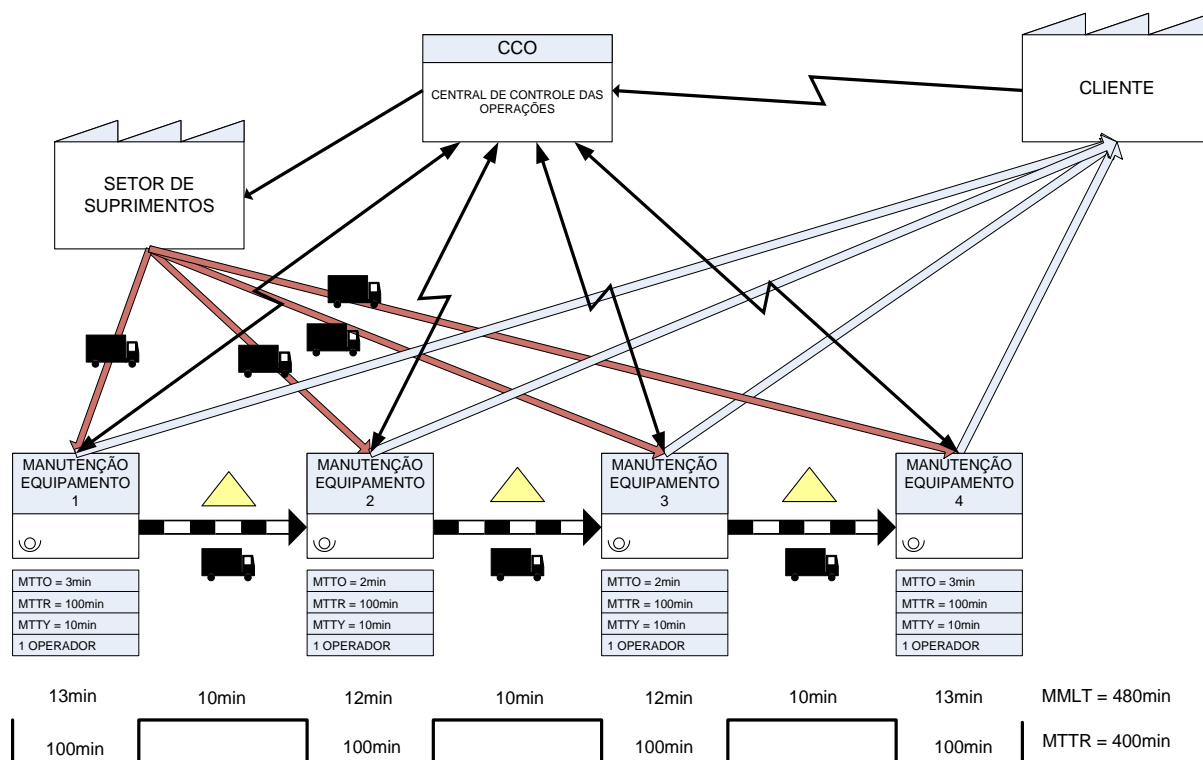 CCO
CENTRAL DE CONTROLE DAS
OPERAÇÕES
CLIENTE
SETOR DE
SUPRIMENTOS
MANUTENÇÃO
EQUIPAMENTO
1
MANUTENÇÃO
EQUIPAMENTO
2
MANUTENÇÃO
EQUIPAMENTO
3
MANUTENÇÃO
EQUIPAMENTO
4
MTTO = 3min
MTTR = 100min
MTTY = 10min
1 OPERADOR
MTTO = 2min
MTTR = 100min
MTTY = 10min
1 OPERADOR
MTTO = 2min
MTTR = 100min
MTTY = 10min
1 OPERADOR
MTTO = 3min
MTTR = 100min
MTTY = 10min
1 OPERADOR
13min 10min 12min 10min 12min 10min 13min MMLT = 480min
100min 100min 100min 100min MTTR = 400min